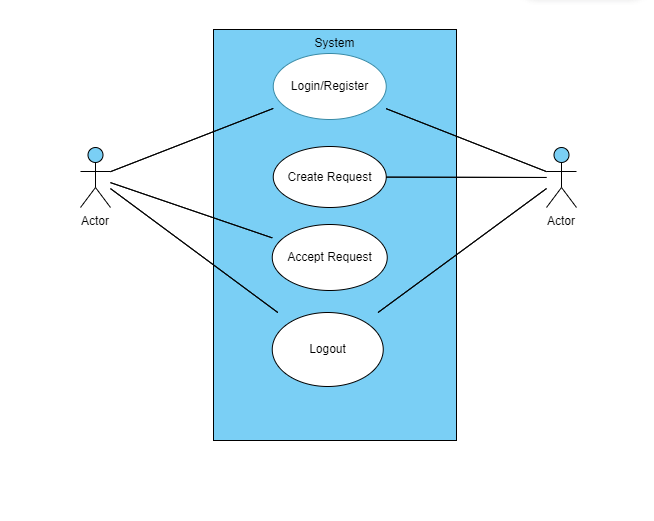 System
Login/Register
Create Request
Actor
Actor
Accept Request
Logout